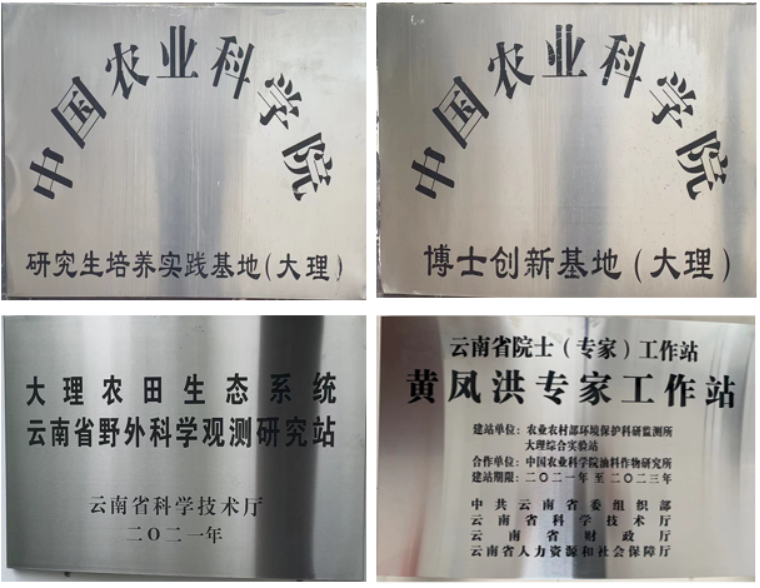 中国农业科学院
研究生培养实践基地(大理)
中国农业科学院
博士创新基地(大理)
大理农田生态系统
云南省野外科学观测研究站
云南省科学技术厅
二〇二一年
云南省院士(专家)工作站
黄凤洪专家工作站
建站单位：农业农村部环境保护科研监测所
大理综合实验站
合作单位：中国农业科学院油料作物研究所
建站期限：二〇二一年至二〇二三年
中共云南省委组织部
云南省科学技术厅
云南省财政厅
云南省人力资源和社会保障厅